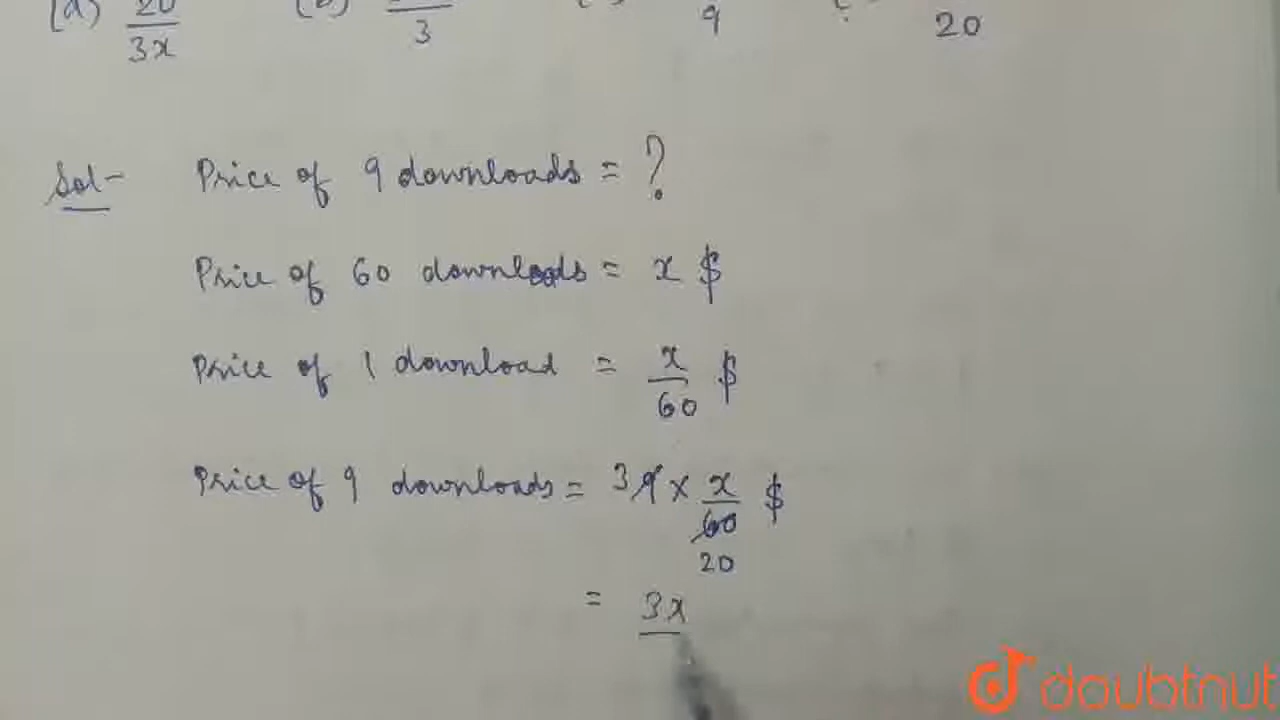 (a) 20/3x (b) /3 /9 /20
Sol- Price of 9 downloads = ?
Price of 60 downloads = x $
Price of 1 download = x/60 $
Price of 9 downloads = 3 9 × x/60 $
20
= 3x
doubtnut